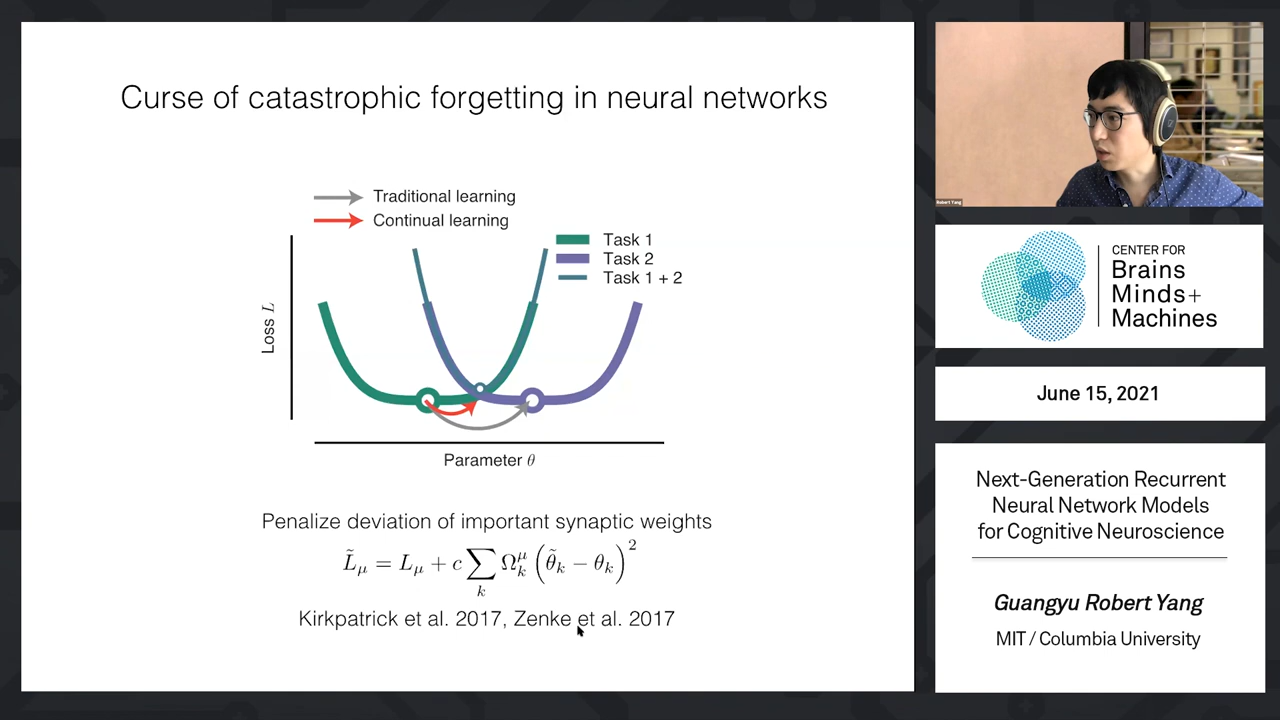 Curse of catastrophic forgetting in neural networks
Traditional learning
Continual learning
Task 1
Task 2
Task 1 + 2
Loss L
Parameter θ
Penalize deviation of important synaptic weights
L̃_μ = L_μ + c ∑_k Ω_k^μ (θ̃_k − θ_k)^2
Kirkpatrick et al. 2017, Zenke et al. 2017
Robert Yang
CENTER FOR
Brains
Minds+
Machines
June 15, 2021
Next-Generation Recurrent
Neural Network Models
for Cognitive Neuroscience
Guangyu Robert Yang
MIT / Columbia University